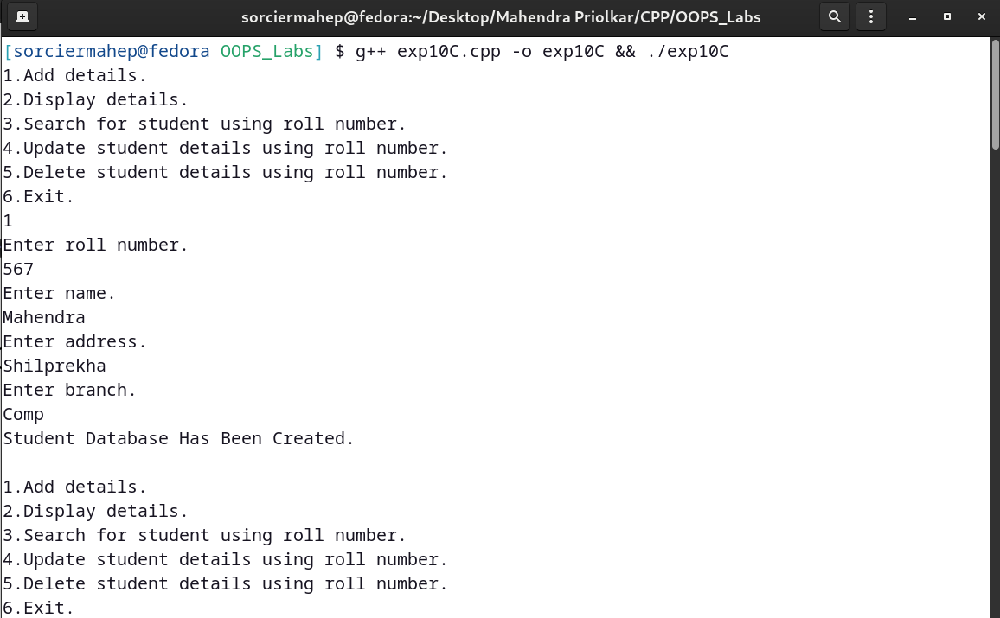 sorciermahep@fedora:~/Desktop/Mahendra Priolkar/CPP/OOPS_Labs
[sorciermahep@fedora OOPS_Labs] $ g++ exp10C.cpp -o exp10C && ./exp10C
1.Add details.
2.Display details.
3.Search for student using roll number.
4.Update student details using roll number.
5.Delete student details using roll number.
6.Exit.
1
Enter roll number.
567
Enter name.
Mahendra
Enter address.
Shilprekha
Enter branch.
Comp
Student Database Has Been Created.

1.Add details.
2.Display details.
3.Search for student using roll number.
4.Update student details using roll number.
5.Delete student details using roll number.
6.Exit.